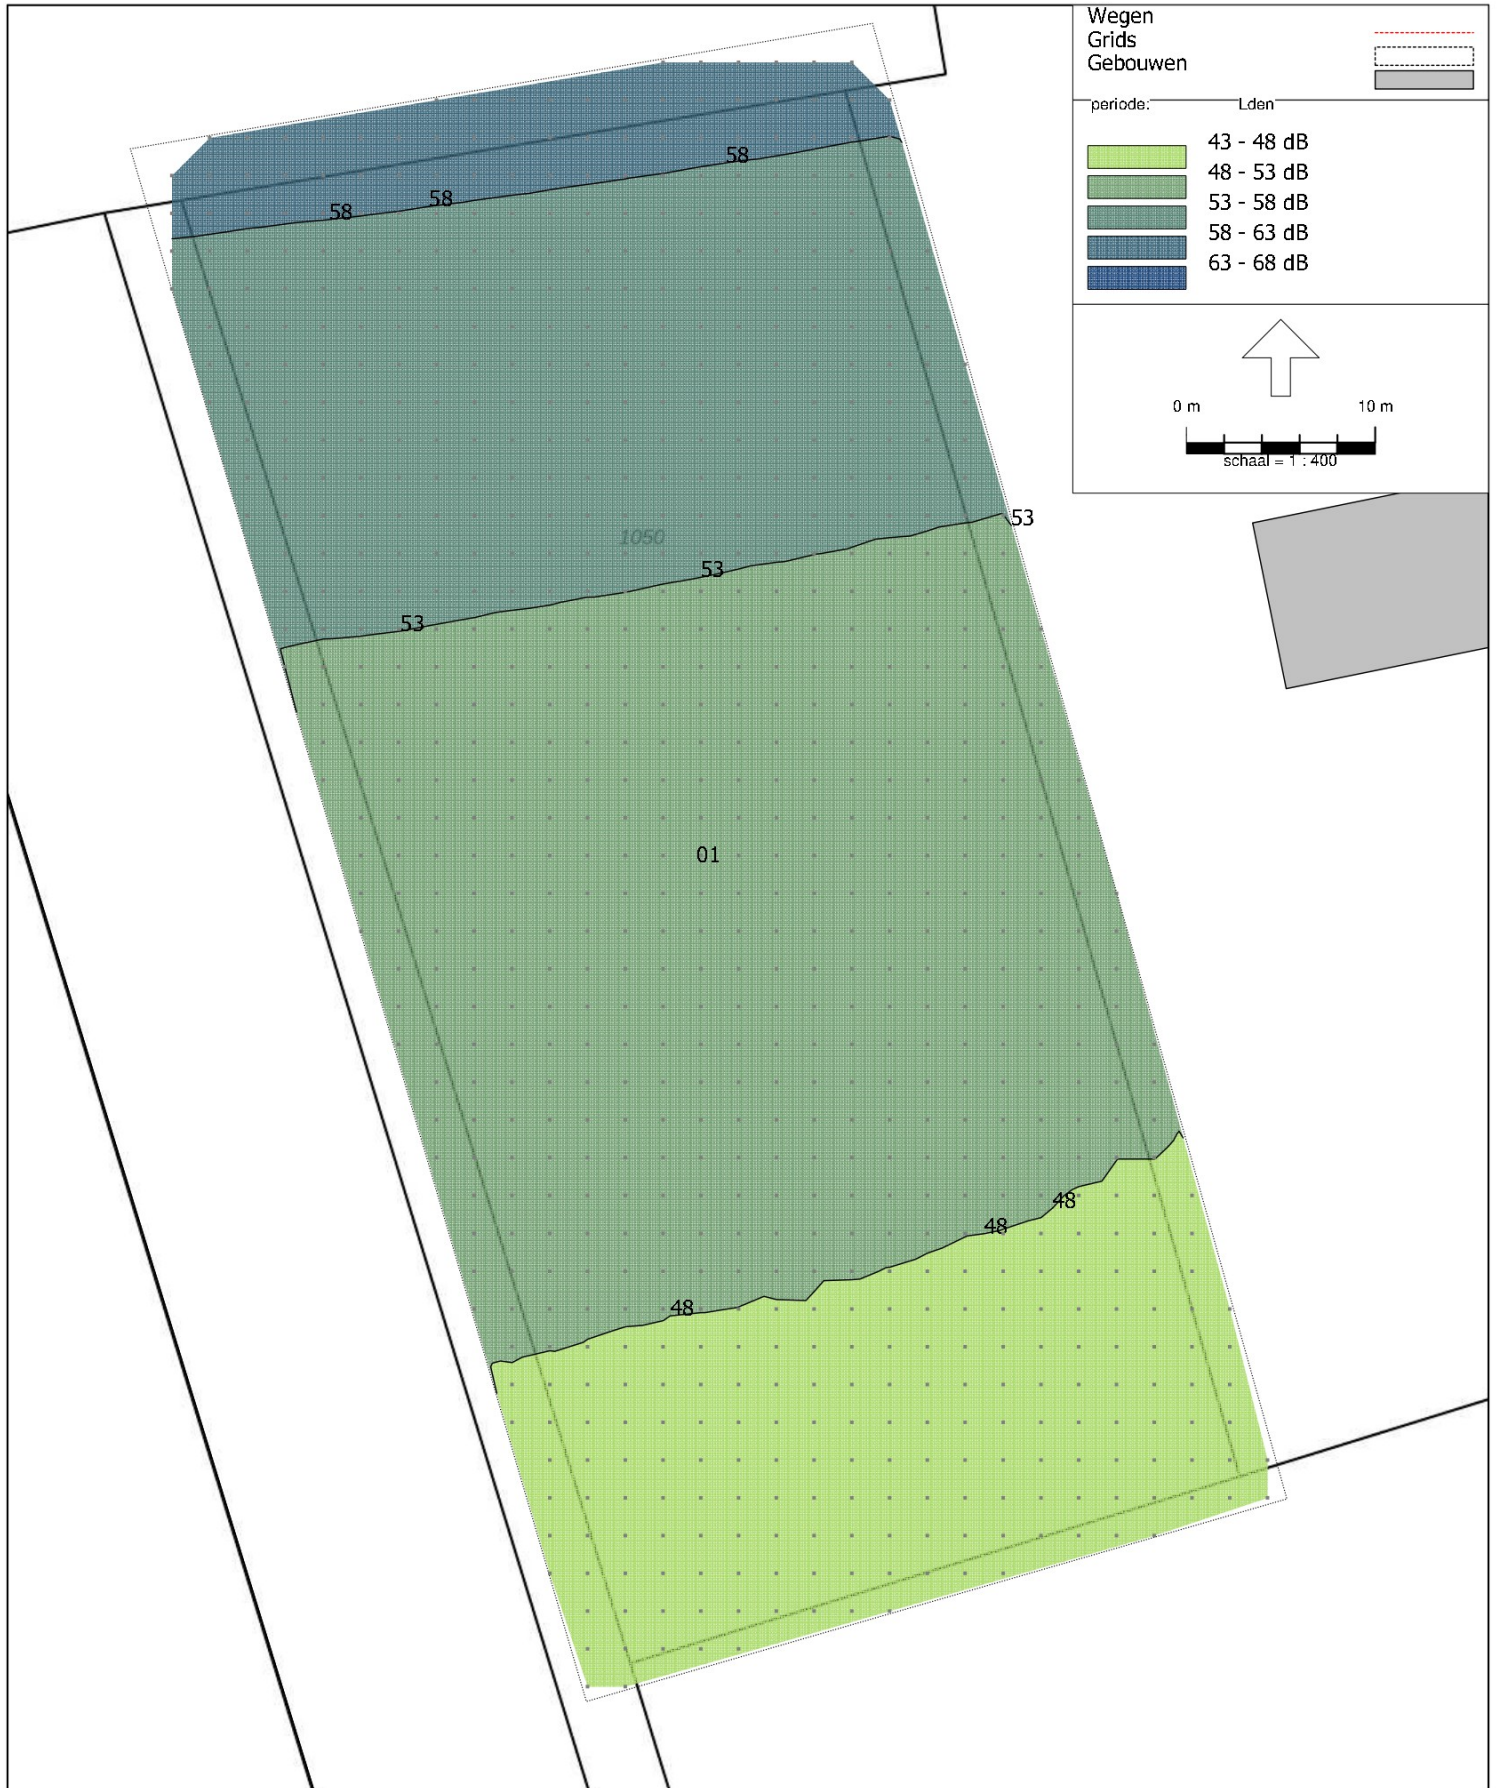 Wegen
Grids
Gebouwen
periode: Lden
43 - 48 dB
48 - 53 dB
53 - 58 dB
58 - 63 dB
63 - 68 dB
0 m 10 m
schaal = 1 : 400
58
58
58
53
1050
53
53
01
48
48
48